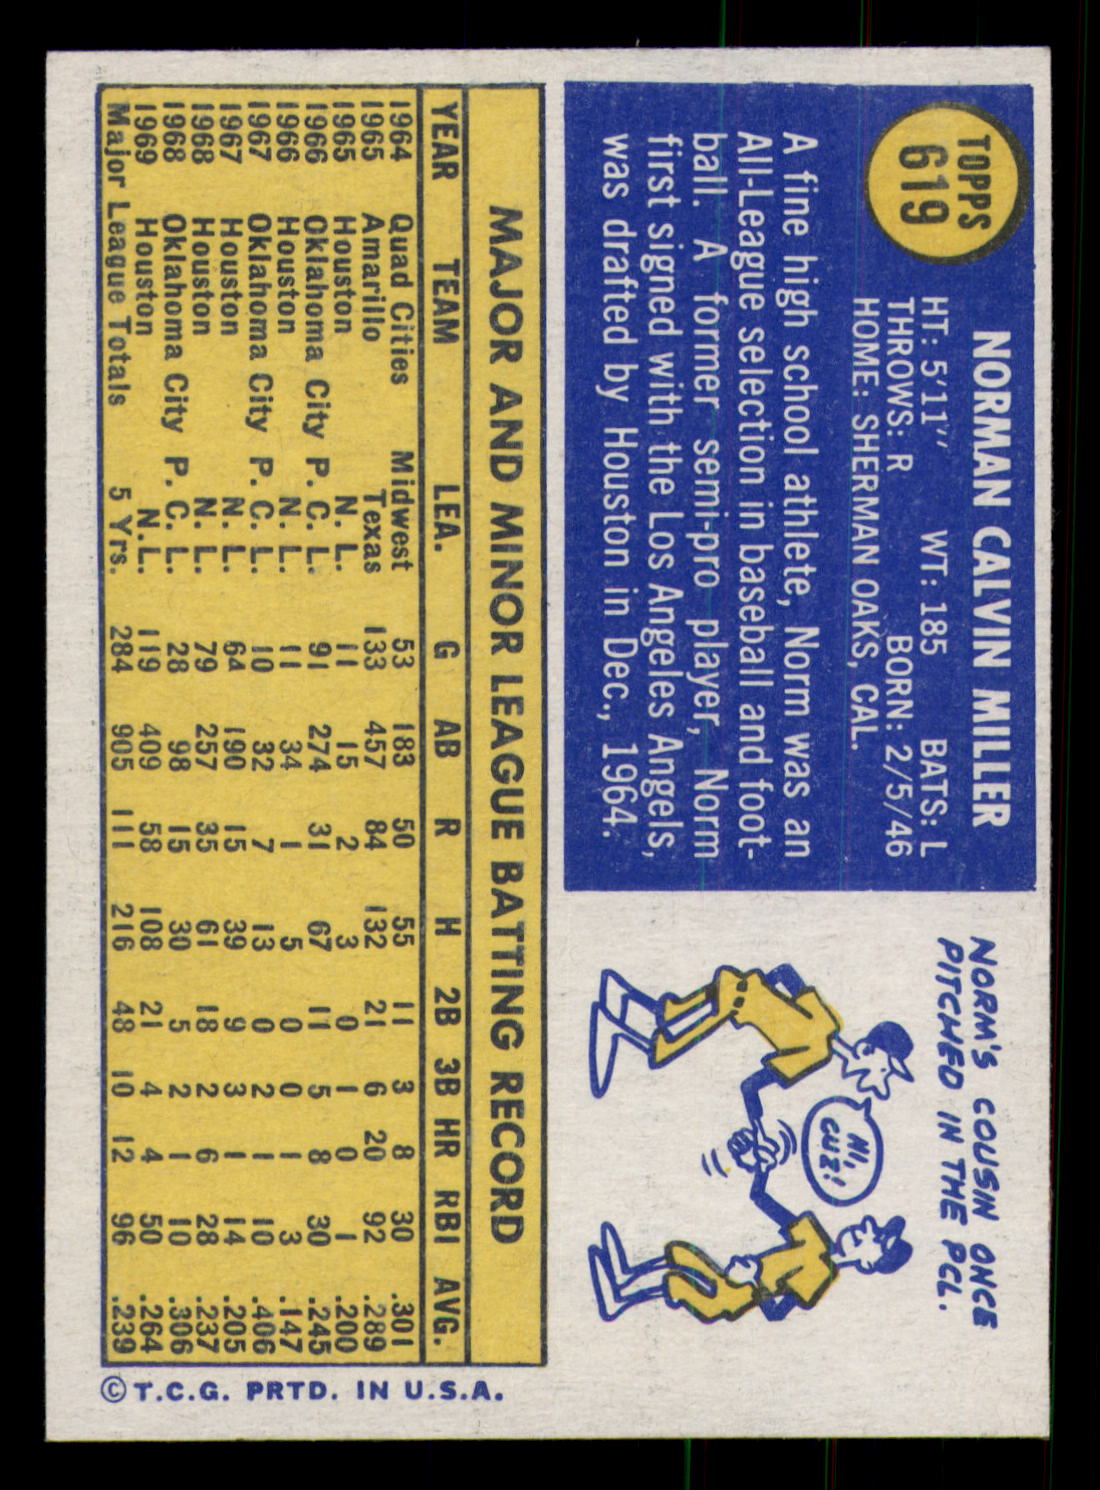 TOPPS
619
NORMAN CALVIN MILLER
HT: 5'11" WT: 185 BATS: L
THROWS: R BORN: 2/5/46
HOME: SHERMAN OAKS, CAL.
A fine high school athlete, Norm was an
All-League selection in baseball and foot-
ball. A former semi-pro player, Norm
first signed with the Los Angeles Angels,
was drafted by Houston in Dec., 1964.
NORM'S COUSIN ONCE
PITCHED IN THE PCL.
HI,
CUZ!
MAJOR AND MINOR LEAGUE BATTING RECORD
YEAR TEAM LEA. G AB R H 2B 3B HR RBI AVG.
1964 Quad Cities Midwest 53 183 50 55 11 3 8 30 .301
1965 Amarillo Texas 133 457 84 132 21 6 20 92 .289
1965 Houston N. L. 11 15 2 3 0 1 0 1 .200
1966 Oklahoma City P. C. L. 91 274 31 67 11 5 8 30 .245
1966 Houston N. L. 11 34 1 5 0 0 1 3 .147
1967 Oklahoma City P. C. L. 10 32 7 13 0 2 1 10 .406
1967 Houston N. L. 64 190 15 39 9 3 1 14 .205
1968 Houston N. L. 79 257 35 61 18 2 6 28 .237
1968 Oklahoma City P. C. L. 28 98 15 30 5 2 1 10 .306
1969 Houston N.L. 119 409 58 108 21 4 4 50 .264
Major League Totals 5 Yrs. 284 905 111 216 48 10 12 96 .239
© T.C.G. PRTD. IN U.S.A.